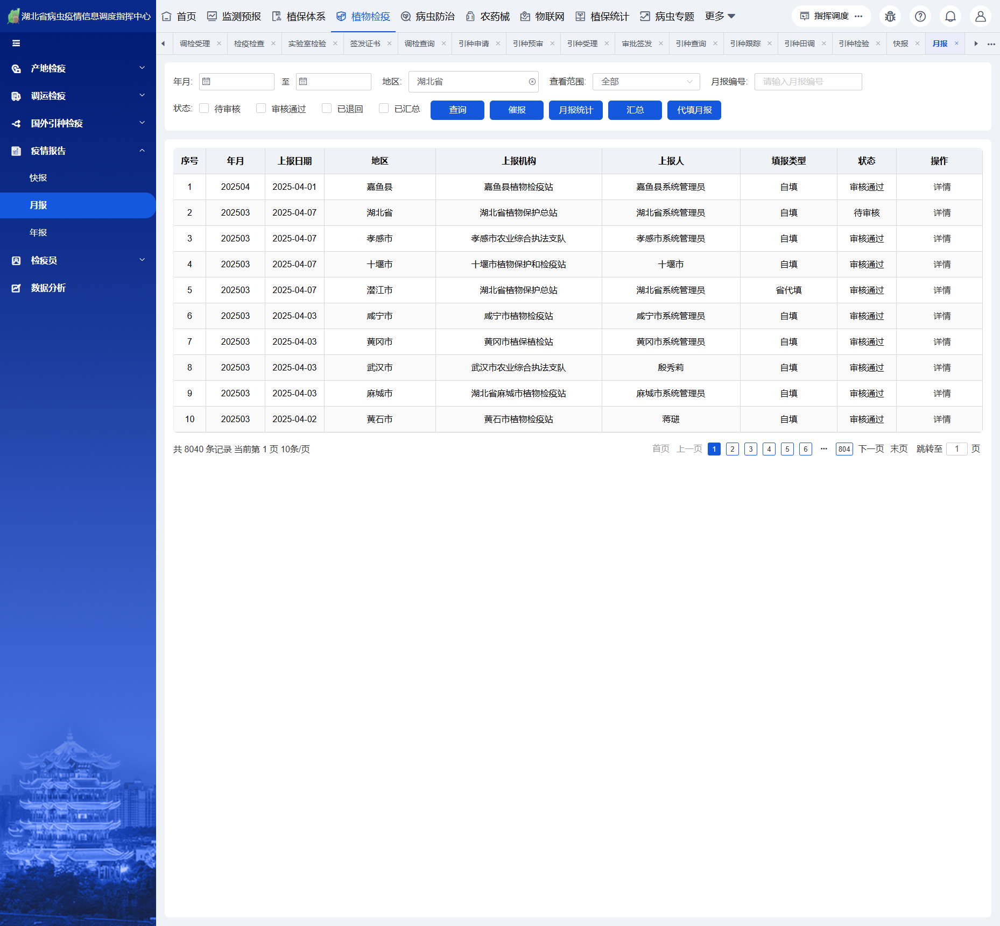 湖北省病虫疫情信息调度指挥中心
首页 监测预报 植保体系 植物检疫 病虫防治 农药械 物联网 植保统计 病虫专题 更多 指挥调度
调检受理 检疫检查 实验室检验 签发证书 调检查询 引种申请 引种预审 引种受理 审批签发 引种查询 引种跟踪 引种田调 引种检验 快报 月报
产地检疫
调运检疫
国外引种检疫
疫情报告
快报
月报
年报
检疫员
数据分析
年月: 至 地区: 湖北省 查看范围: 全部 月报编号: 请输入月报编号
状态: 待审核 审核通过 已退回 已汇总 查询 催报 月报统计 汇总 代填月报
序号 年月 上报日期 地区 上报机构 上报人 填报类型 状态 操作
1 202504 2025-04-01 嘉鱼县 嘉鱼县植物检疫站 嘉鱼县系统管理员 自填 审核通过 详情
2 202503 2025-04-07 湖北省 湖北省植物保护总站 湖北省系统管理员 自填 待审核 详情
3 202503 2025-04-07 孝感市 孝感市农业综合执法支队 孝感市系统管理员 自填 审核通过 详情
4 202503 2025-04-07 十堰市 十堰市植物保护和检疫站 十堰市 自填 审核通过 详情
5 202503 2025-04-07 潜江市 湖北省植物保护总站 湖北省系统管理员 省代填 审核通过 详情
6 202503 2025-04-03 咸宁市 咸宁市植物检疫站 咸宁市系统管理员 自填 审核通过 详情
7 202503 2025-04-03 黄冈市 黄冈市植保植检站 黄冈市系统管理员 自填 审核通过 详情
8 202503 2025-04-03 武汉市 武汉市农业综合执法支队 殷秀莉 自填 审核通过 详情
9 202503 2025-04-03 麻城市 湖北省麻城市植物检疫站 麻城市系统管理员 自填 审核通过 详情
10 202503 2025-04-02 黄石市 黄石市植物检疫站 蒋琎 自填 审核通过 详情
共 8040 条记录 当前第 1 页 10条/页 首页 上一页 1 2 3 4 5 6 ··· 804 下一页 末页 跳转至 1 页